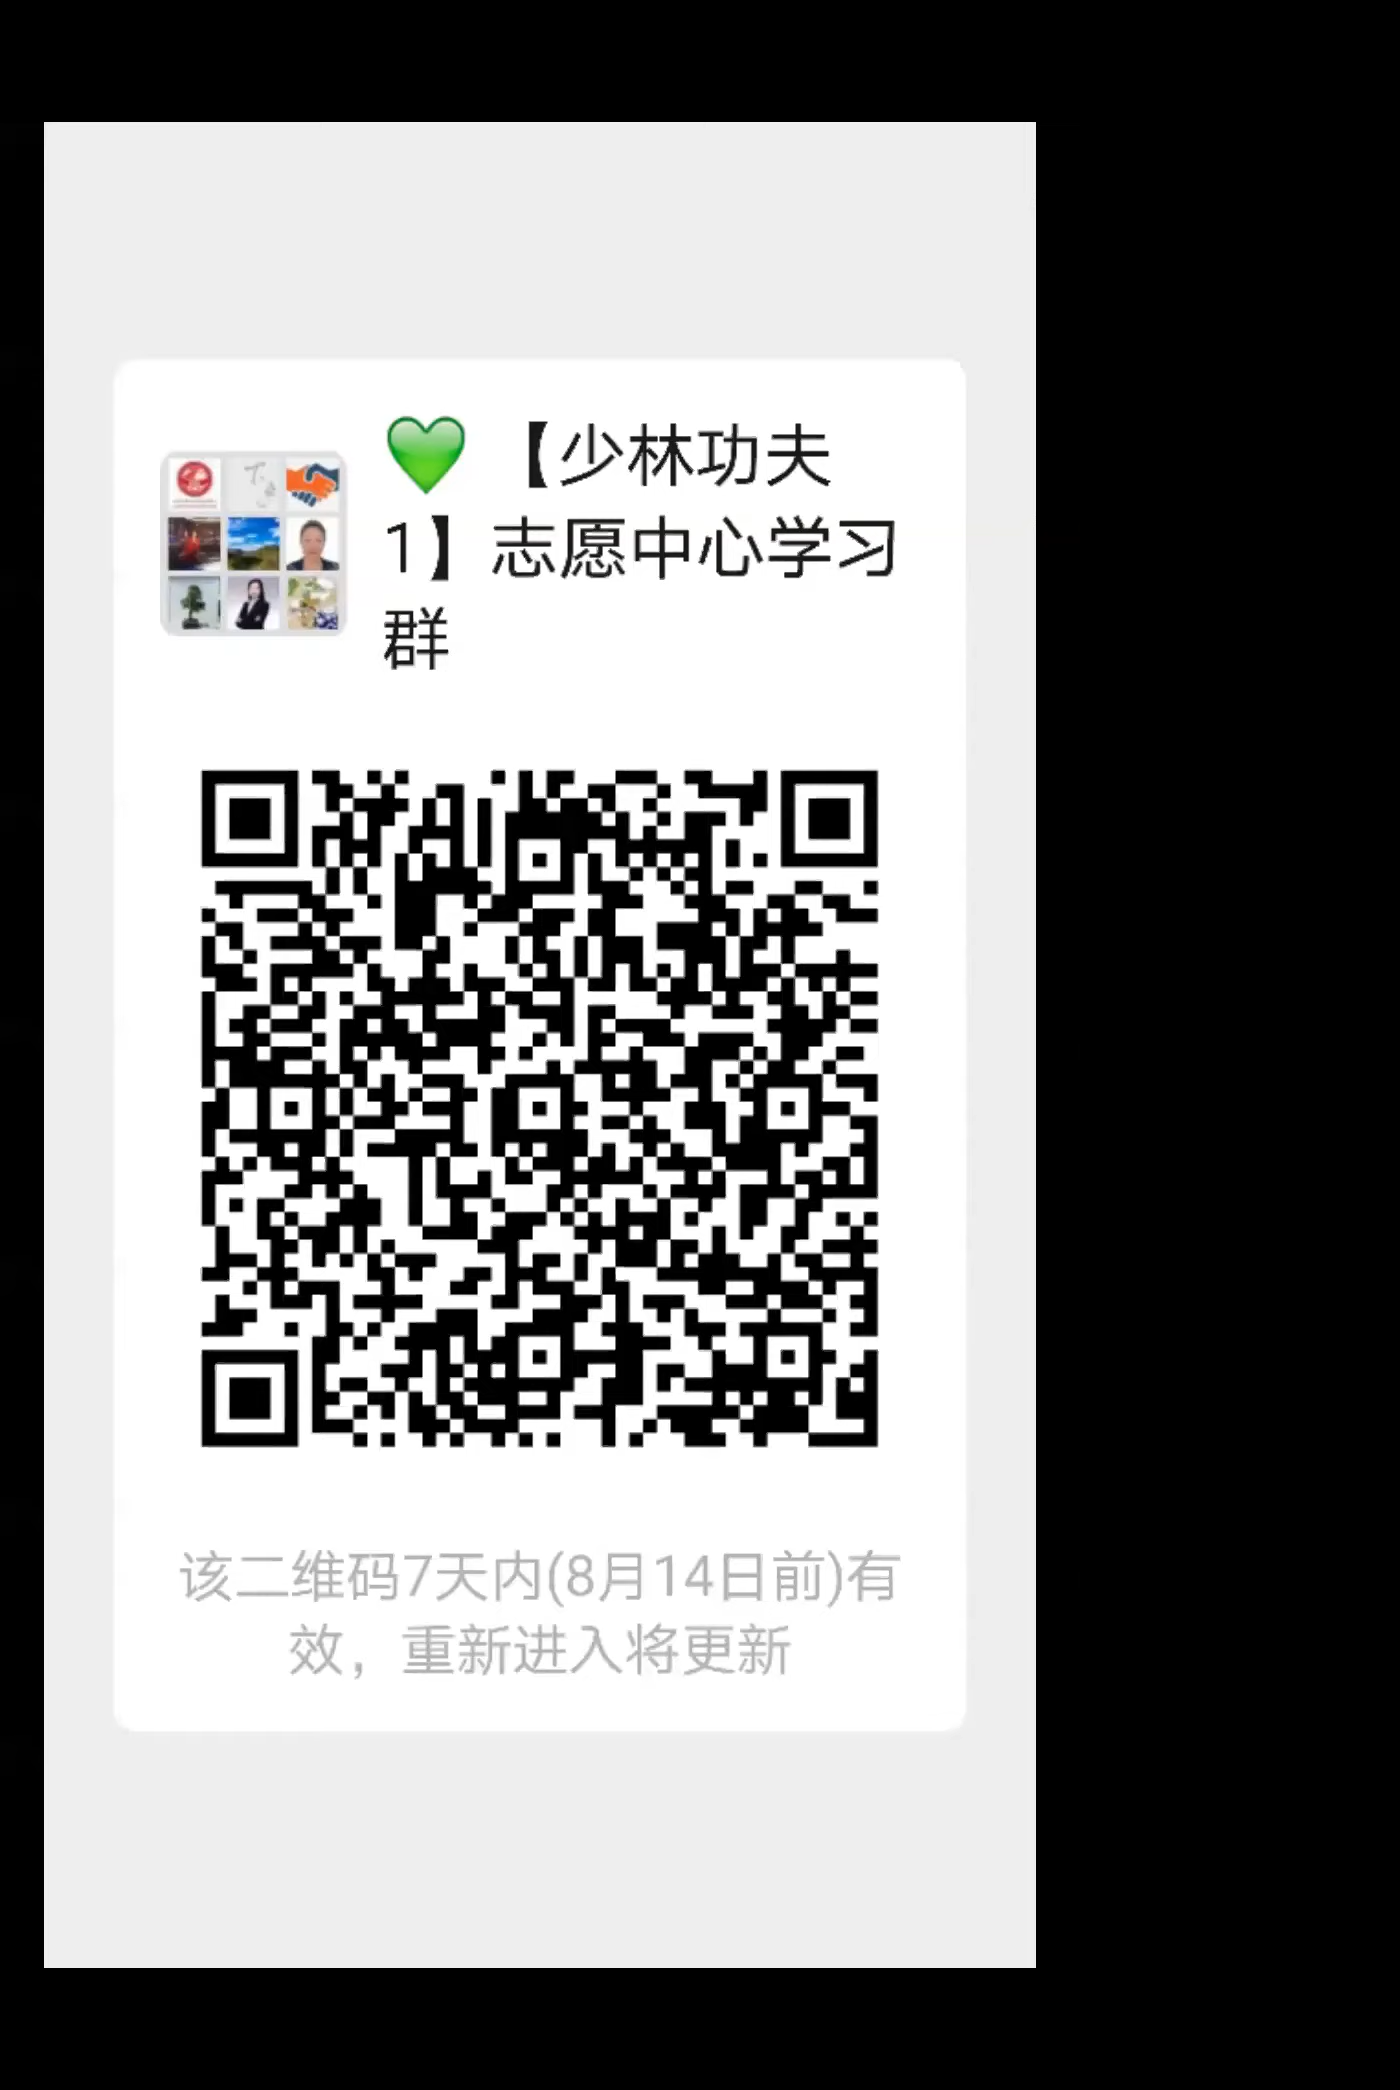 💚 【少林功夫
1】志愿中心学习
群
该二维码7天内(8月14日前)有
效，重新进入将更新